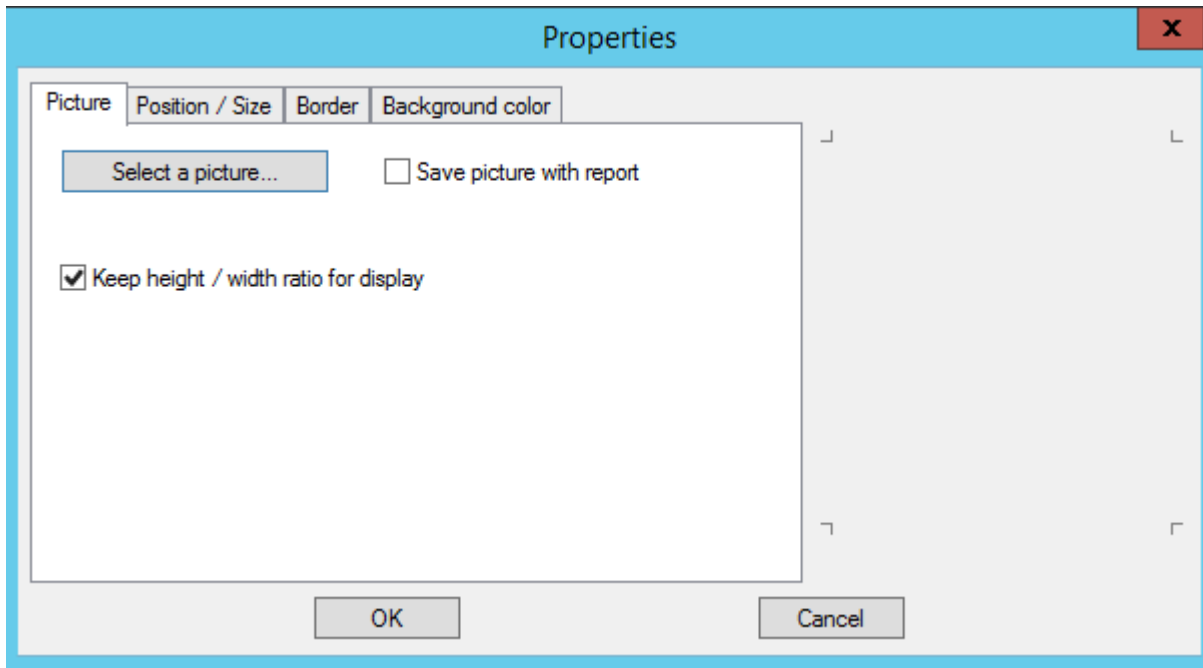 Properties
x
Picture Position / Size Border Background color
Select a picture... Save picture with report
Keep height / width ratio for display
OK Cancel